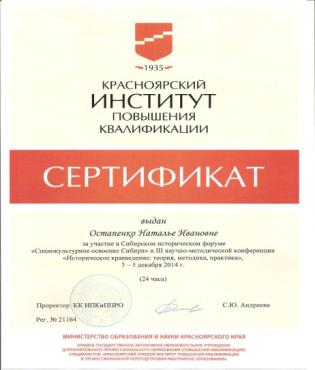 1935
КРАСНОЯРСКИЙ
ИНСТИТУТ
ПОВЫШЕНИЯ
КВАЛИФИКАЦИИ
СЕРТИФИКАТ
выдан
Остапенко Наталье Ивановне
за участие в Сибирском историческом форуме
«Социокультурное освоение Сибири» и III научно-методической конференции
«Историческое краеведение: теория, методика, практика»,
3 – 5 декабря 2014 г.
(24 часа)
Проректор КК ИПКиППРО С.Ю. Андреева
Рег. № 21164
МИНИСТЕРСТВО ОБРАЗОВАНИЯ И НАУКИ КРАСНОЯРСКОГО КРАЯ
КРАЕВОЕ ГОСУДАРСТВЕННОЕ АВТОНОМНОЕ ОБРАЗОВАТЕЛЬНОЕ УЧРЕЖДЕНИЕ
ДОПОЛНИТЕЛЬНОГО ПРОФЕССИОНАЛЬНОГО ОБРАЗОВАНИЯ (ПОВЫШЕНИЯ КВАЛИФИКАЦИИ)
СПЕЦИАЛИСТОВ «КРАСНОЯРСКИЙ КРАЕВОЙ ИНСТИТУТ ПОВЫШЕНИЯ КВАЛИФИКАЦИИ
И ПРОФЕССИОНАЛЬНОЙ ПЕРЕПОДГОТОВКИ РАБОТНИКОВ ОБРАЗОВАНИЯ»